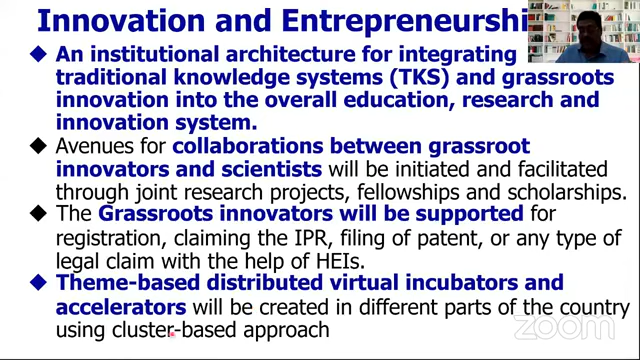 Innovation and Entrepreneurshi
An institutional architecture for integrating
traditional knowledge systems (TKS) and grassroots
innovation into the overall education, research and
innovation system.
Avenues for collaborations between grassroot
innovators and scientists will be initiated and facilitated
through joint research projects, fellowships and scholarships.
The Grassroots innovators will be supported for
registration, claiming the IPR, filing of patent, or any type of
legal claim with the help of HEIs.
Theme-based distributed virtual incubators and
accelerators will be created in different parts of the country
using cluster-based approach
zoom